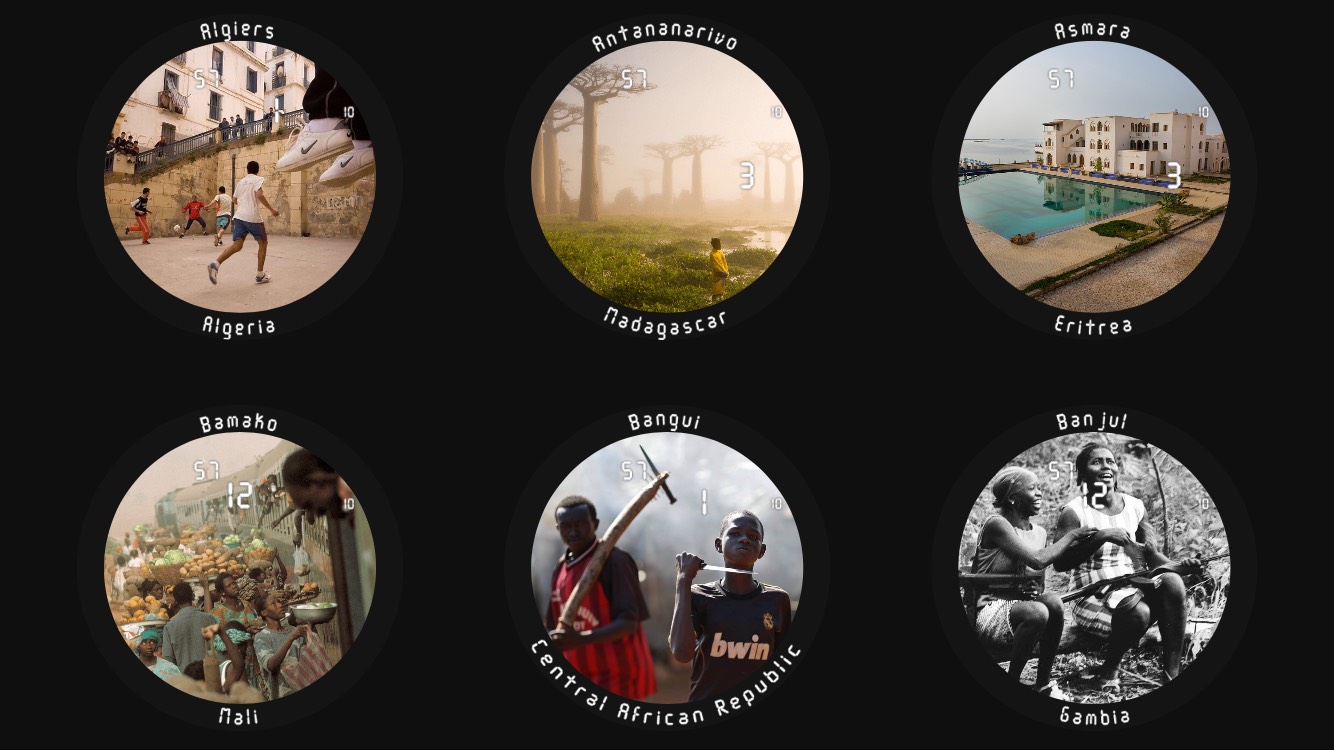 Algiers
57
1
10
Algeria
Antananarivo
57
10
3
Madagascar
Asmara
57
10
3
Eritrea
Bamako
57
12
10
Mali
Bangui
57
1
10
bwin
Central African Republic
Banjul
57
12
10
Gambia